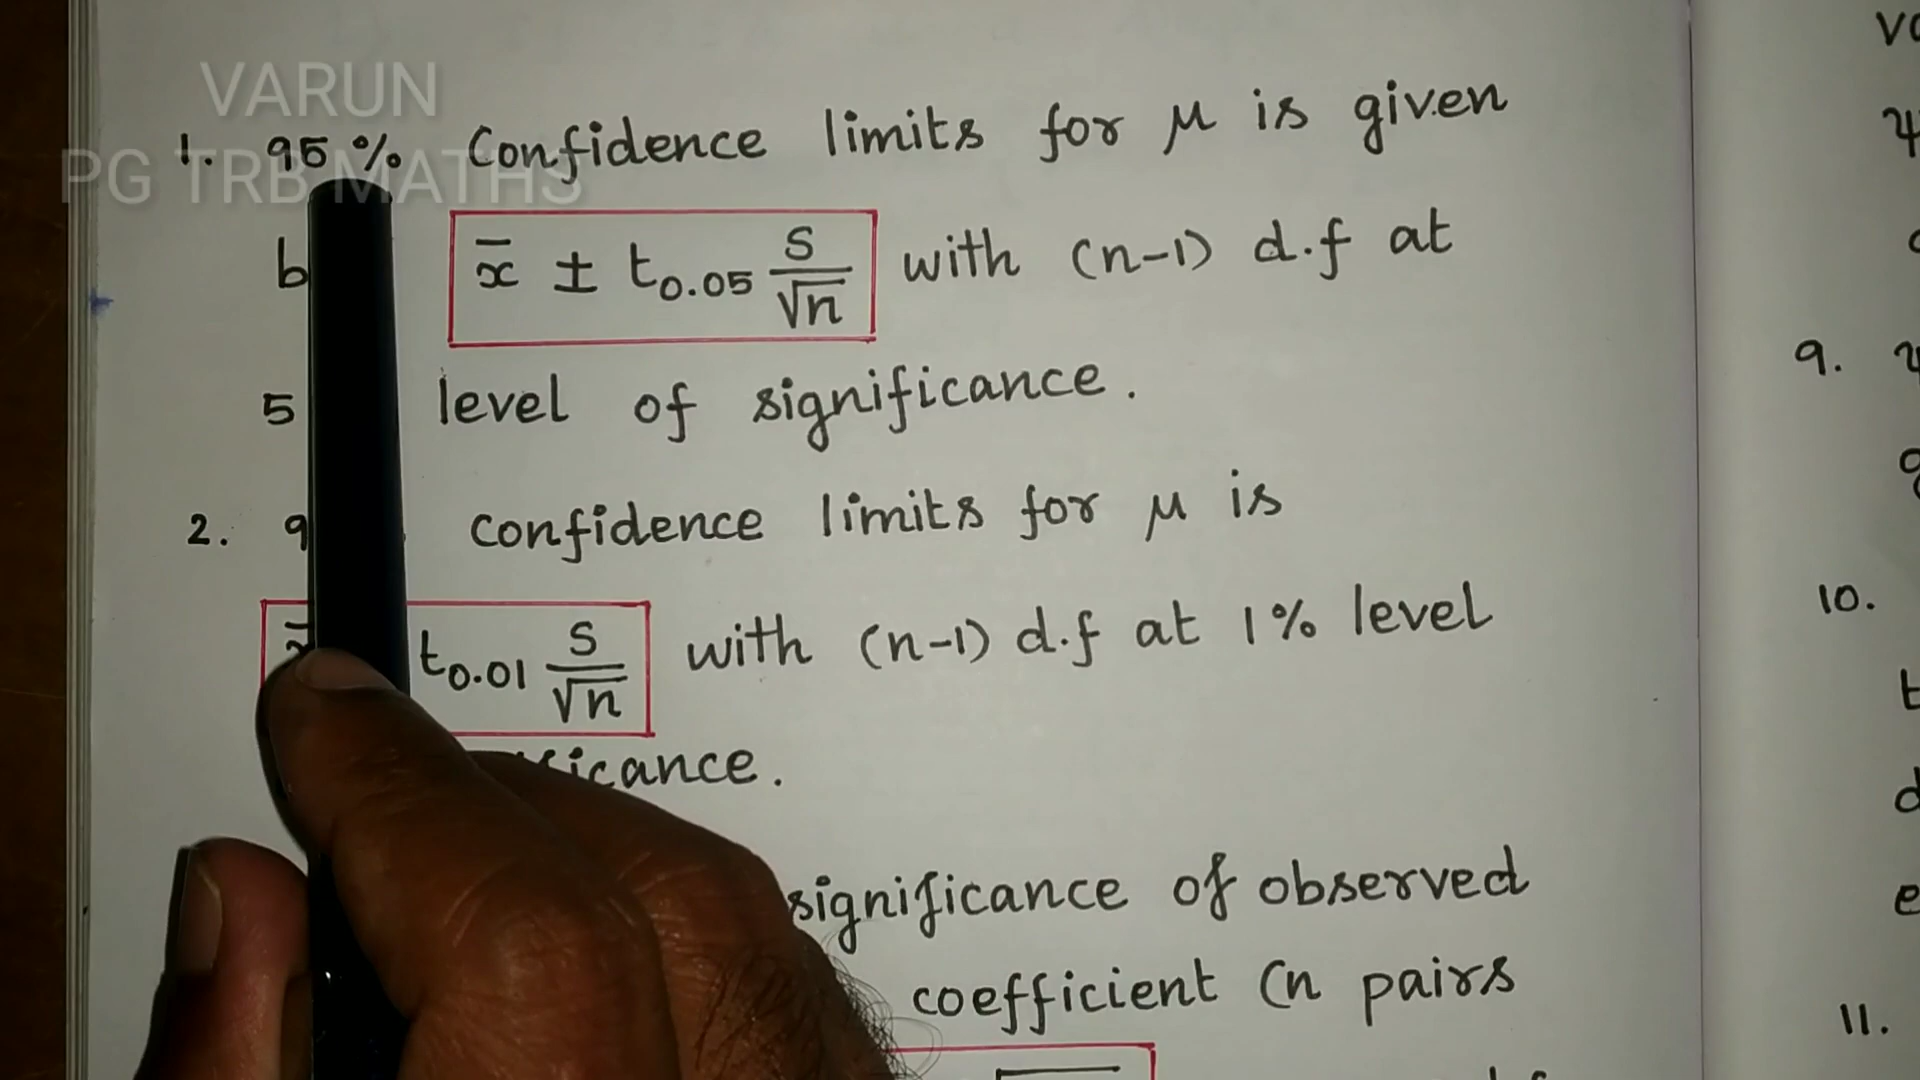 VARUN
PG TRB MATHS
1. 95% Confidence limits for μ is given
x̄ ± t0.05 S/√n with (n-1) d.f at
5 level of significance.
2. confidence limits for μ is
t0.01 S/√n with (n-1) d.f at 1% level
significance of observed
coefficient (n pairs
9.
10.
11.